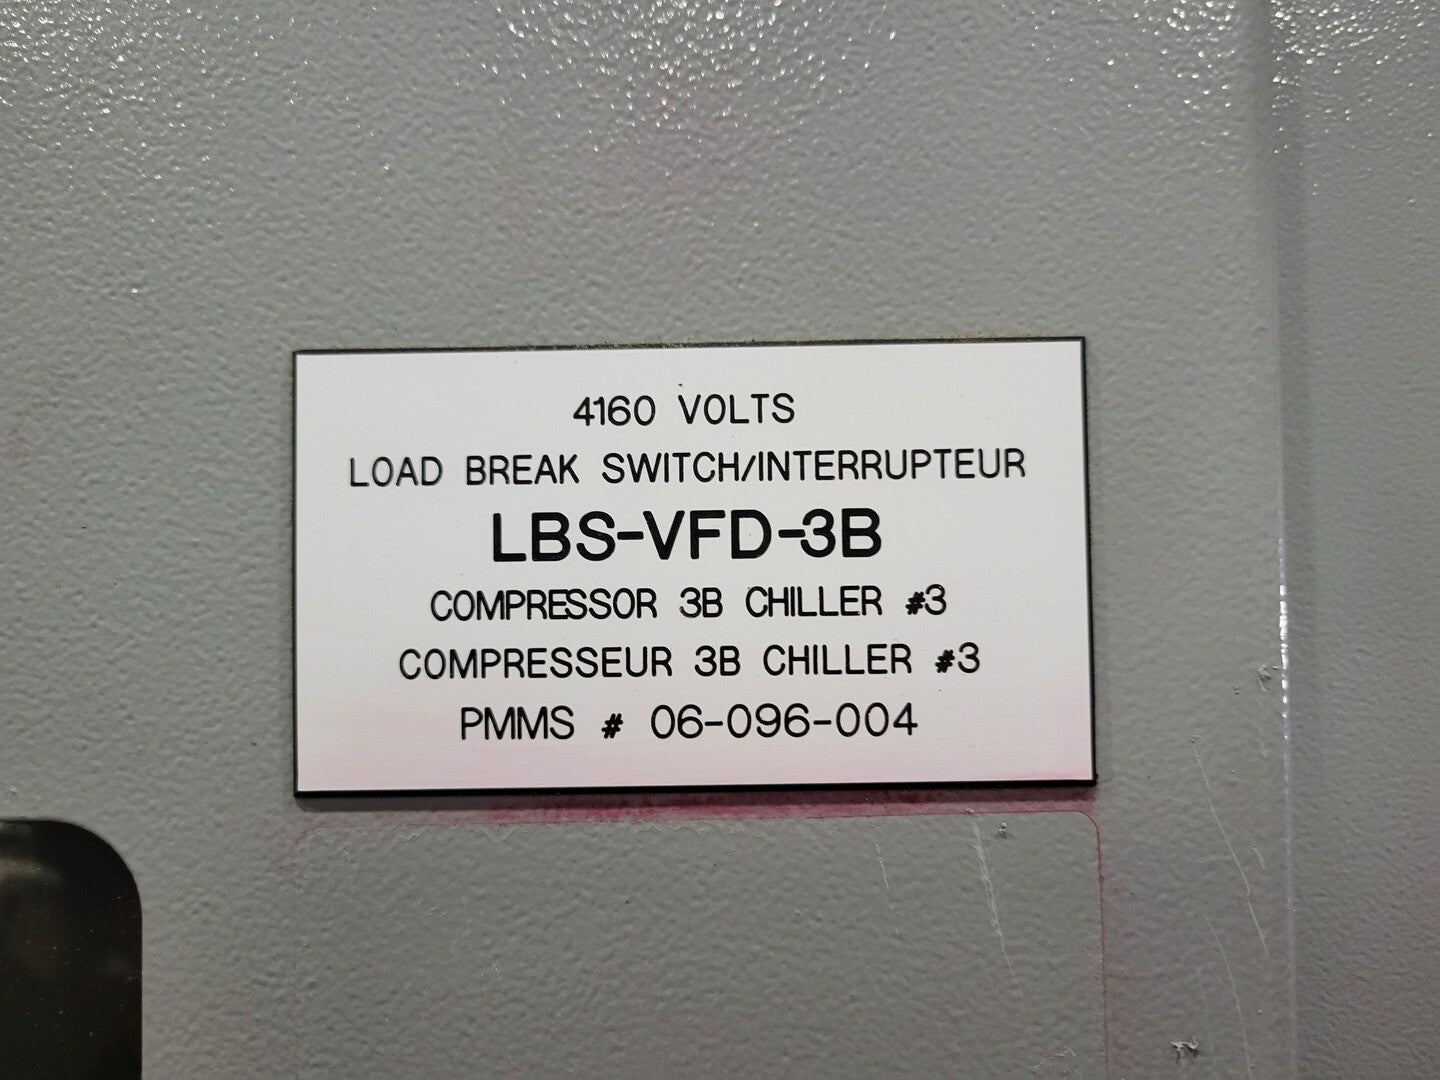 4160 VOLTS
LOAD BREAK SWITCH/INTERRUPTEUR
LBS-VFD-3B
COMPRESSOR 3B CHILLER #3
COMPRESSEUR 3B CHILLER #3
PMMS # 06-096-004